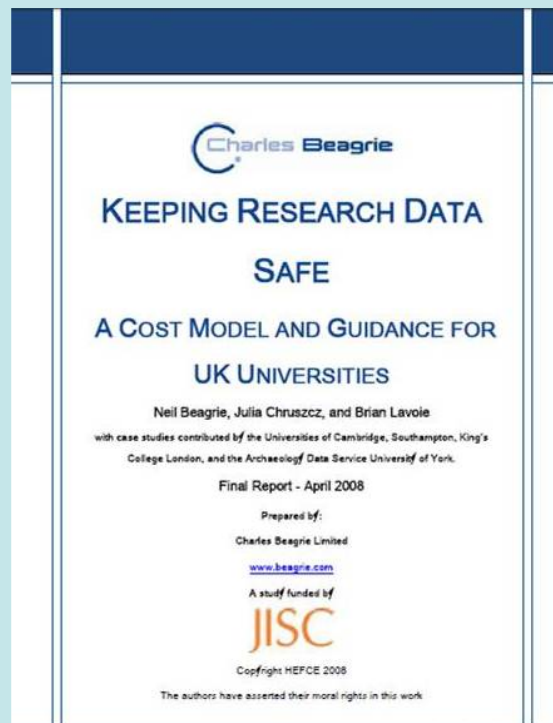 Charles Beagrie
KEEPING RESEARCH DATA
SAFE
A COST MODEL AND GUIDANCE FOR
UK UNIVERSITIES
Neil Beagrie, Julia Chruszcz, and Brian Lavoie
with case studies contributed by the Universities of Cambridge, Southampton, King's
College London, and the Archaeology Data Service University of York.
Final Report - April 2008
Prepared by:
Charles Beagrie Limited
www.beagrie.com
A study funded by
JISC
Copyright HEFCE 2008
The authors have asserted their moral rights in this work